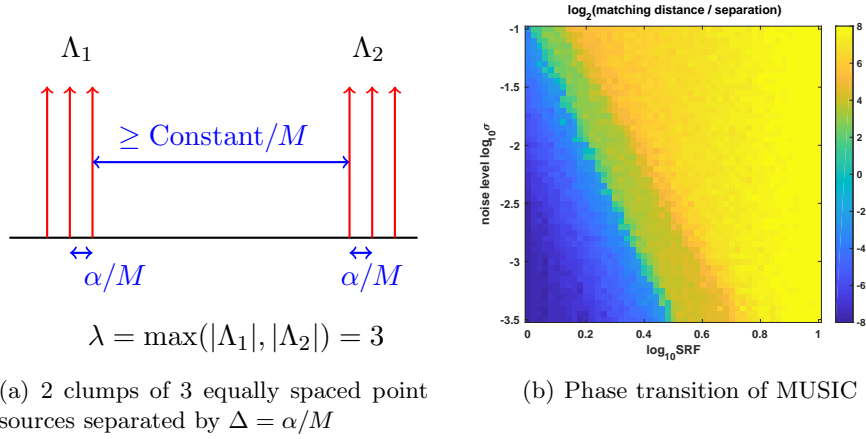 Λ₁
Λ₂
≥ Constant/M
α/M
α/M
λ = max(|Λ₁|, |Λ₂|) = 3
(a) 2 clumps of 3 equally spaced point
sources separated by Δ = α/M
log₂(matching distance / separation)
noise level log₁₀σ
-1
-1.5
-2
-2.5
-3
-3.5
0
0.2
0.4
0.6
0.8
1
log₁₀SRF
8
6
4
2
0
-2
-4
-6
-8
(b) Phase transition of MUSIC